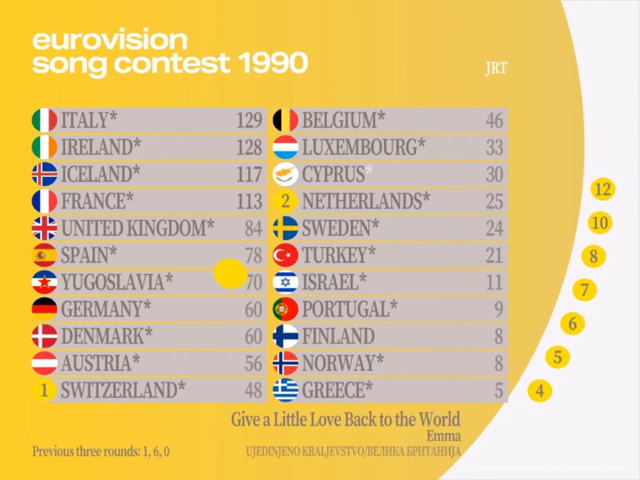 eurovision
song contest 1990
JRT
ITALY* 129
IRELAND* 128
ICELAND* 117
FRANCE* 113
UNITED KINGDOM* 84
SPAIN* 78
YUGOSLAVIA* 70
GERMANY* 60
DENMARK* 60
AUSTRIA* 56
1 SWITZERLAND* 48
BELGIUM* 46
LUXEMBOURG* 33
CYPRUS* 30
2 NETHERLANDS* 25
SWEDEN* 24
TURKEY* 21
ISRAEL* 11
PORTUGAL* 9
FINLAND 8
NORWAY* 8
GREECE* 5
12
10
8
7
6
5
4
Give a Little Love Back to the World
Emma
UJEDINJENO KRALJEVSTVO/ВЕЛИКА БРИТАНИЈА
Previous three rounds: 1, 6, 0